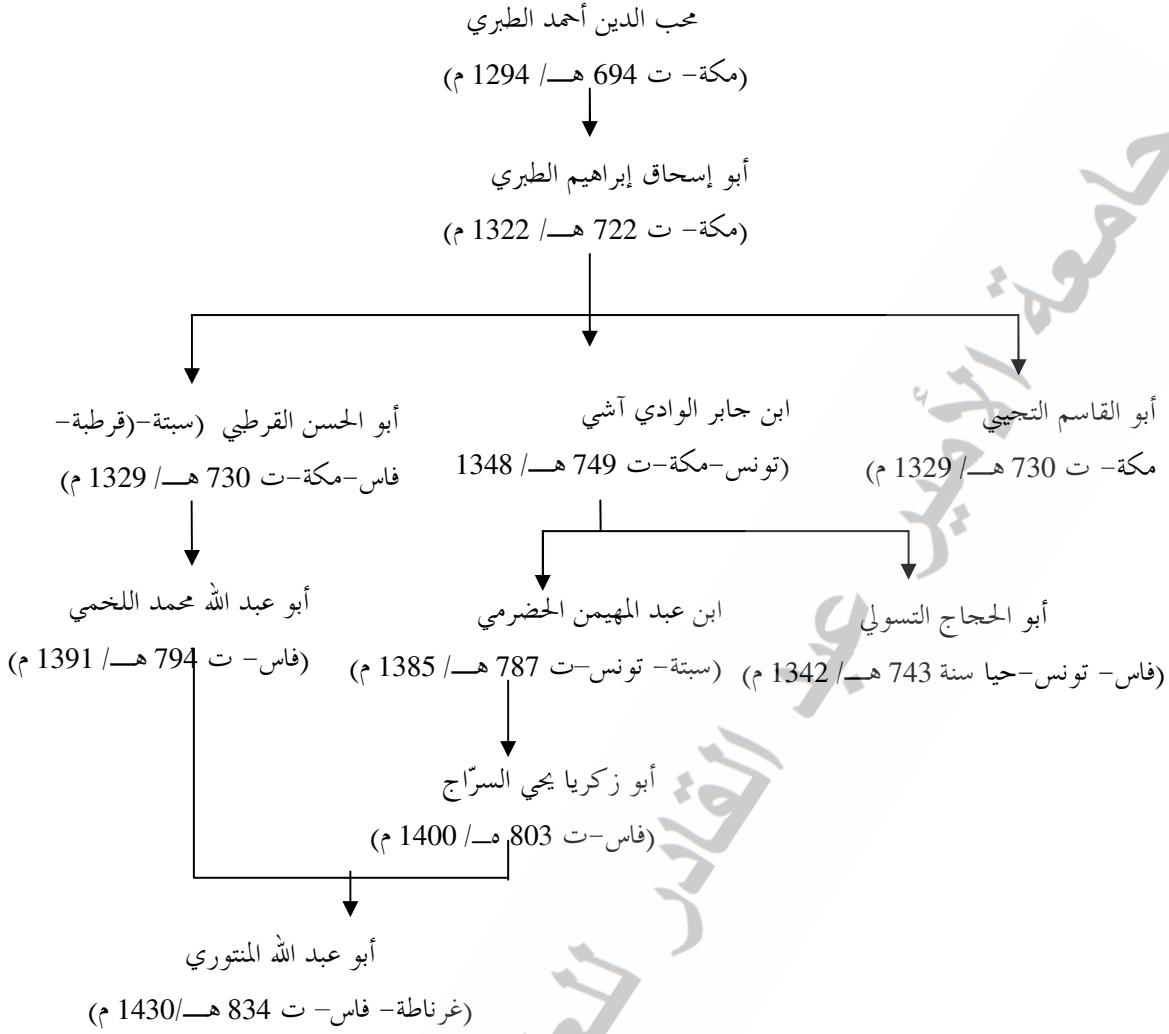 محب الدين أحمد الطبري
(مكة- ت 694 هـ/ 1294 م)
أبو إسحاق إبراهيم الطبري
(مكة- ت 722 هـ/ 1322 م)
أبو القاسم التجيبي
مكة- ت 730 هـ/ 1329 م)
ابن جابر الوادي آشي
(تونس-مكة-ت 749 هـ/ 1348
أبو الحسن القرطبي (سبتة-(قرطبة-
فاس-مكة-ت 730 هـ/ 1329 م)
أبو الحجاج التسولي
(فاس- تونس-حيا سنة 743 هـ/ 1342 م)
ابن عبد المهيمن الحضرمي
(سبتة- تونس-ت 787 هـ/ 1385 م)
أبو عبد الله محمد اللخمي
(فاس- ت 794 هـ/ 1391 م)
أبو زكريا يحي السرّاج
(فاس-ت 803 هـ/ 1400 م)
أبو عبد الله المنتوري
(غرناطة- فاس- ت 834 هـ/1430 م)
جامعة الأمير عبد القادر